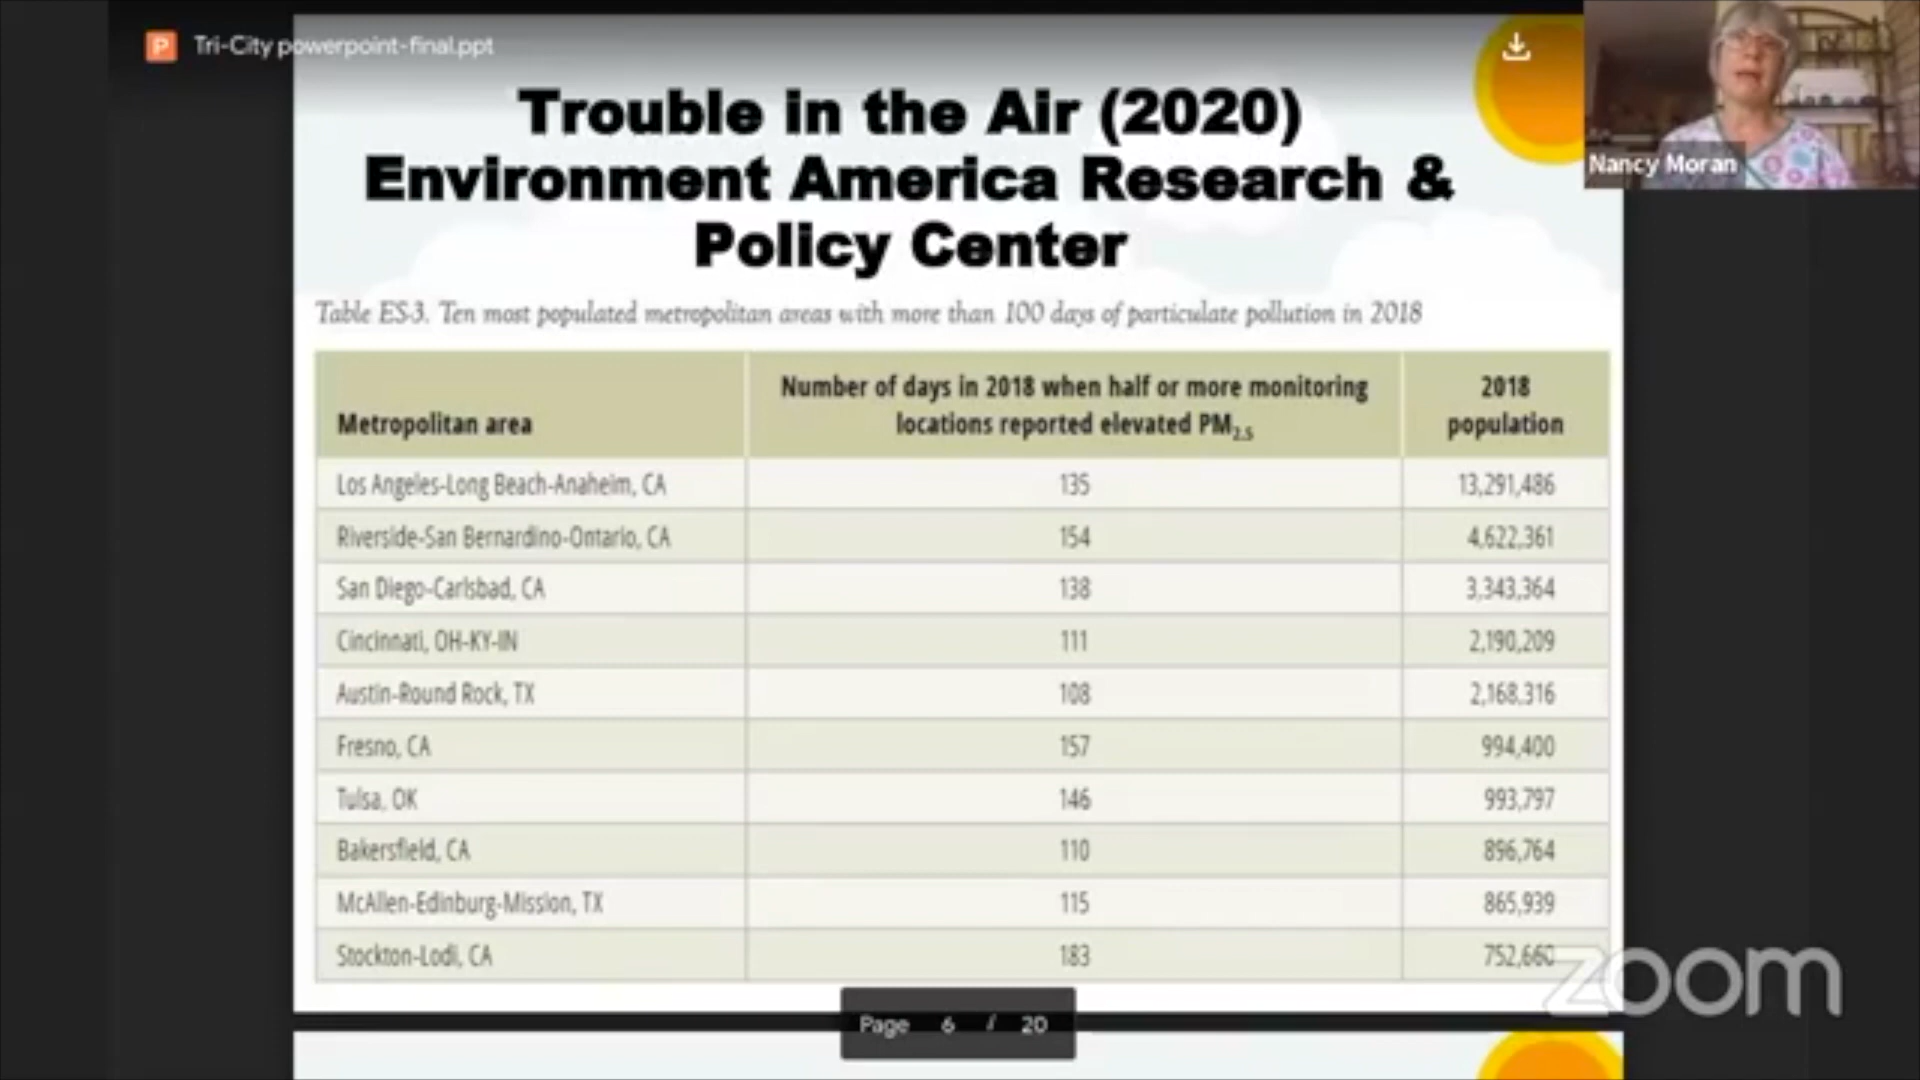 P Tri-City powerpoint-final.ppt
Nancy Moran
Trouble in the Air (2020)
Environment America Research &
Policy Center
Table ES-3. Ten most populated metropolitan areas with more than 100 days of particulate pollution in 2018
Metropolitan area Number of days in 2018 when half or more monitoring locations reported elevated PM2.5 2018 population
Los Angeles-Long Beach-Anaheim, CA 135 13,291,486
Riverside-San Bernardino-Ontario, CA 154 4,622,361
San Diego-Carlsbad, CA 138 3,343,364
Cincinnati, OH-KY-IN 111 2,190,209
Austin-Round Rock, TX 108 2,168,316
Fresno, CA 157 994,400
Tulsa, OK 146 993,797
Bakersfield, CA 110 896,764
McAllen-Edinburg-Mission, TX 115 865,939
Stockton-Lodi, CA 183 752,660
zoom
Page 6 / 20